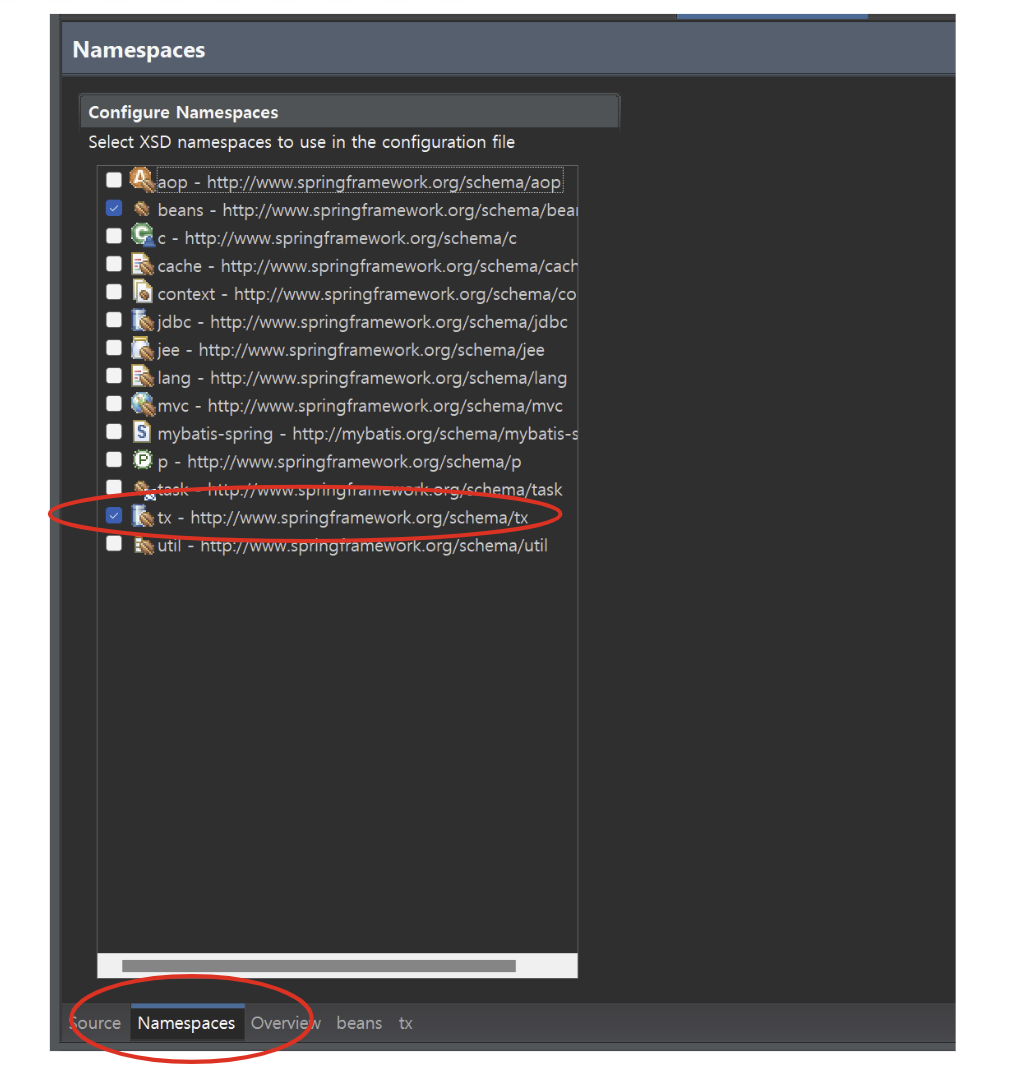 Namespaces
Configure Namespaces
Select XSD namespaces to use in the configuration file
aop - http://www.springframework.org/schema/aop
beans - http://www.springframework.org/schema/bea
c - http://www.springframework.org/schema/c
cache - http://www.springframework.org/schema/cach
context - http://www.springframework.org/schema/co
jdbc - http://www.springframework.org/schema/jdbc
jee - http://www.springframework.org/schema/jee
lang - http://www.springframework.org/schema/lang
mvc - http://www.springframework.org/schema/mvc
mybatis-spring - http://mybatis.org/schema/mybatis-s
p - http://www.springframework.org/schema/p
task - http://www.springframework.org/schema/task
tx - http://www.springframework.org/schema/tx
util - http://www.springframework.org/schema/util
Source Namespaces Overview beans tx